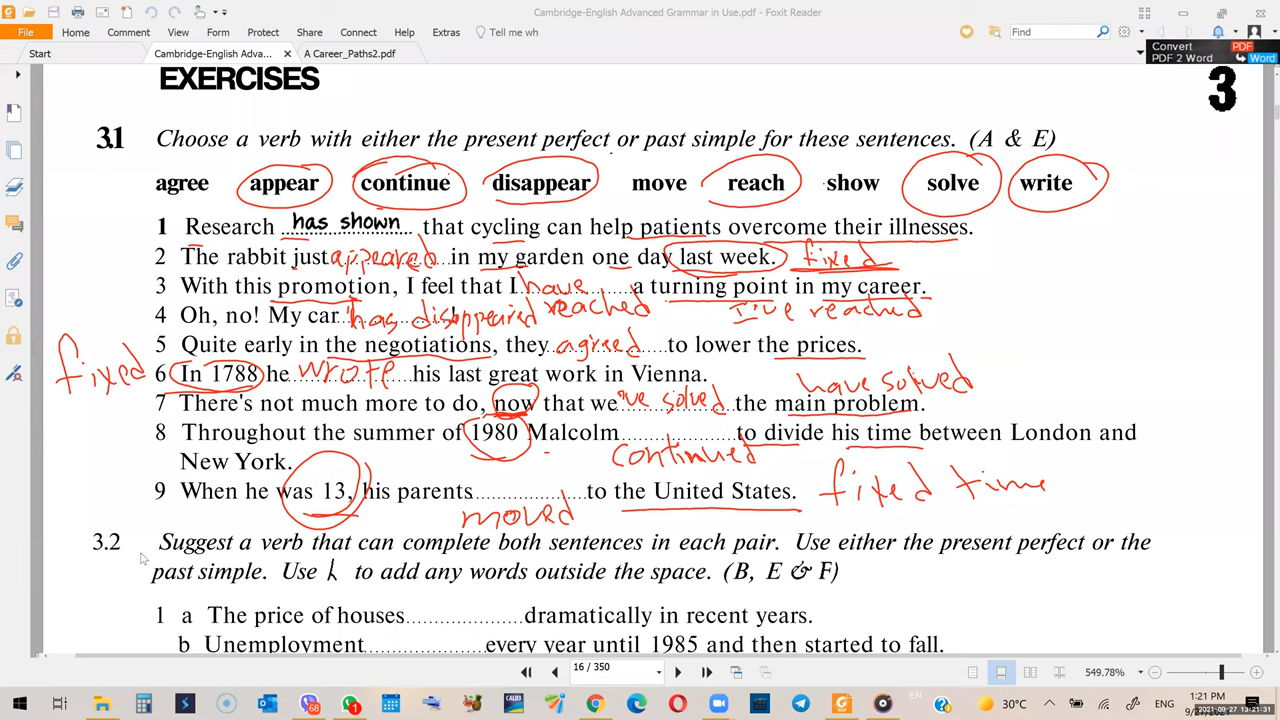 Cambridge-English Advanced Grammar in Use.pdf - Foxit Reader
File Home Comment View Form Protect Share Connect Help Extras Tell me wh Find
Start Cambridge-English Adva... A Career_Paths2.pdf Convert PDF
PDF 2 Word Word
EXERCISES 3
3.1 Choose a verb with either the present perfect or past simple for these sentences. (A & E)
agree appear continue disappear move reach show solve write
1 Research has shown that cycling can help patients overcome their illnesses.
2 The rabbit just appeared in my garden one day last week. fixed
3 With this promotion, I feel that I have reached a turning point in my career. I've reached
4 Oh, no! My car has disappeared !
5 Quite early in the negotiations, they agreed to lower the prices.
fixed 6 In 1788 he wrote his last great work in Vienna.
have solved
7 There's not much more to do, now that we 've solved the main problem.
8 Throughout the summer of 1980 Malcolm continued to divide his time between London and
New York.
9 When he was 13, his parents moved to the United States. fixed time
3.2 Suggest a verb that can complete both sentences in each pair. Use either the present perfect or the
past simple. Use to add any words outside the space. (B, E & F)
1 a The price of houses dramatically in recent years.
b Unemployment every year until 1985 and then started to fall.
16 / 350 549.78%
68 1 CALC3 30°C ENG 1:21 PM
2021-09-27 13:21:31